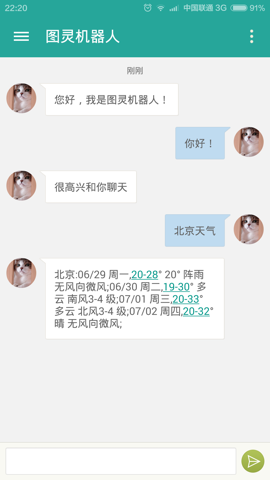 22:20
中国联通 3G
91%
图灵机器人
刚刚
您好，我是图灵机器人！
你好！
很高兴和你聊天
北京天气
北京:06/29 周一,20-28° 20° 阵雨
无风向微风;06/30 周二,19-30° 多
云 南风3-4 级;07/01 周三,20-33°
多云 北风3-4 级;07/02 周四,20-32°
晴 无风向微风;